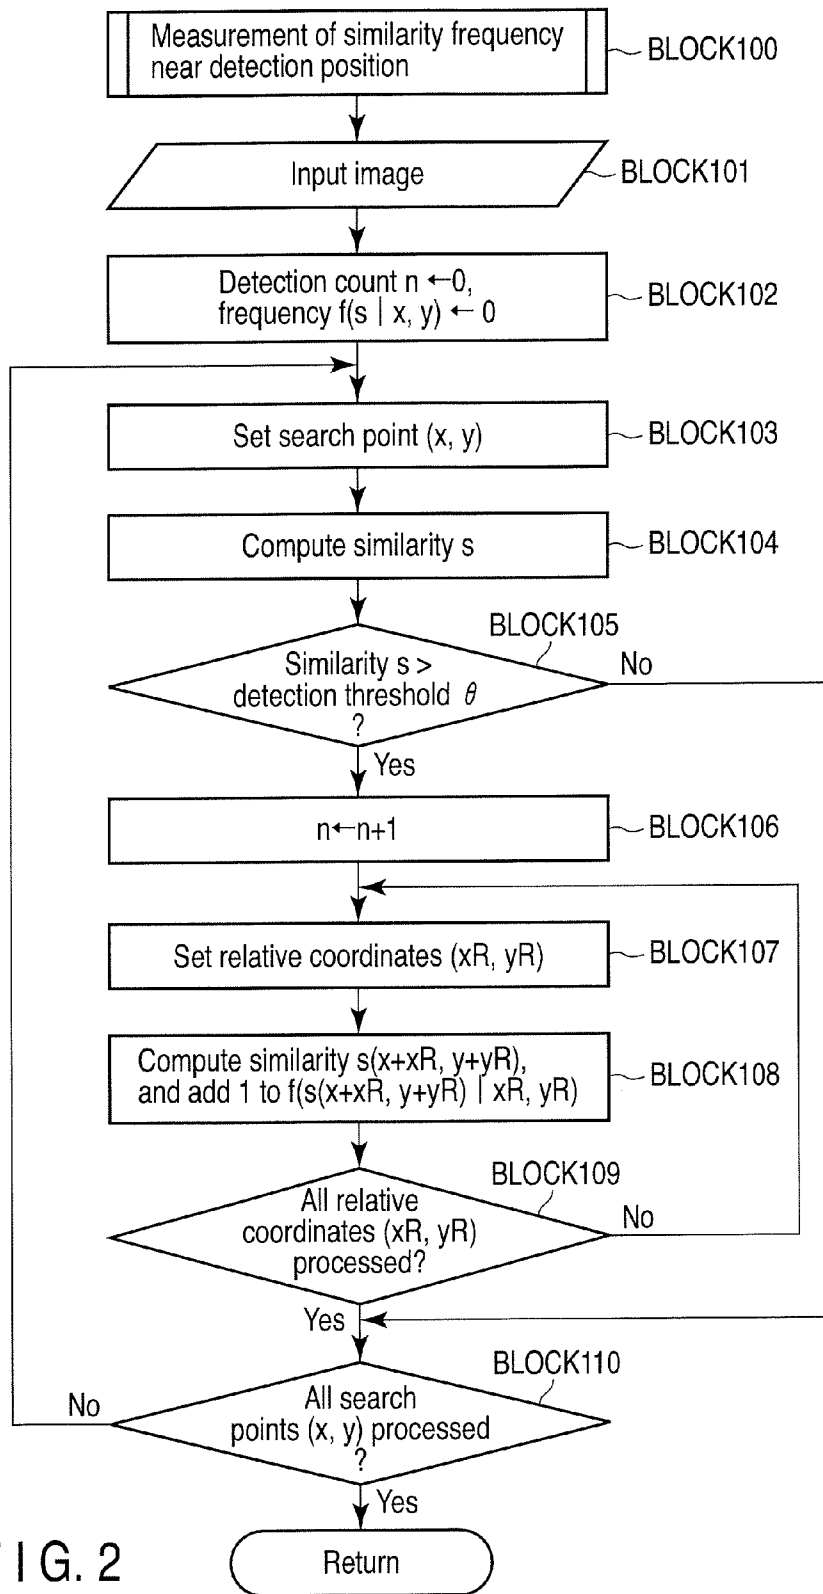 Measurement of similarity frequency
near detection position
BLOCK100
Input image
BLOCK101
Detection count n ←0,
frequency f(s | x, y) ← 0
BLOCK102
Set search point (x, y)
BLOCK103
Compute similarity s
BLOCK104
BLOCK105
Similarity s >
detection threshold θ
?
No
Yes
n←n+1
BLOCK106
Set relative coordinates (xR, yR)
BLOCK107
Compute similarity s(x+xR, y+yR),
and add 1 to f(s(x+xR, y+yR) | xR, yR)
BLOCK108
BLOCK109
All relative
coordinates (xR, yR)
processed?
No
Yes
BLOCK110
All search
points (x, y) processed
?
No
Yes
Return
I G. 2